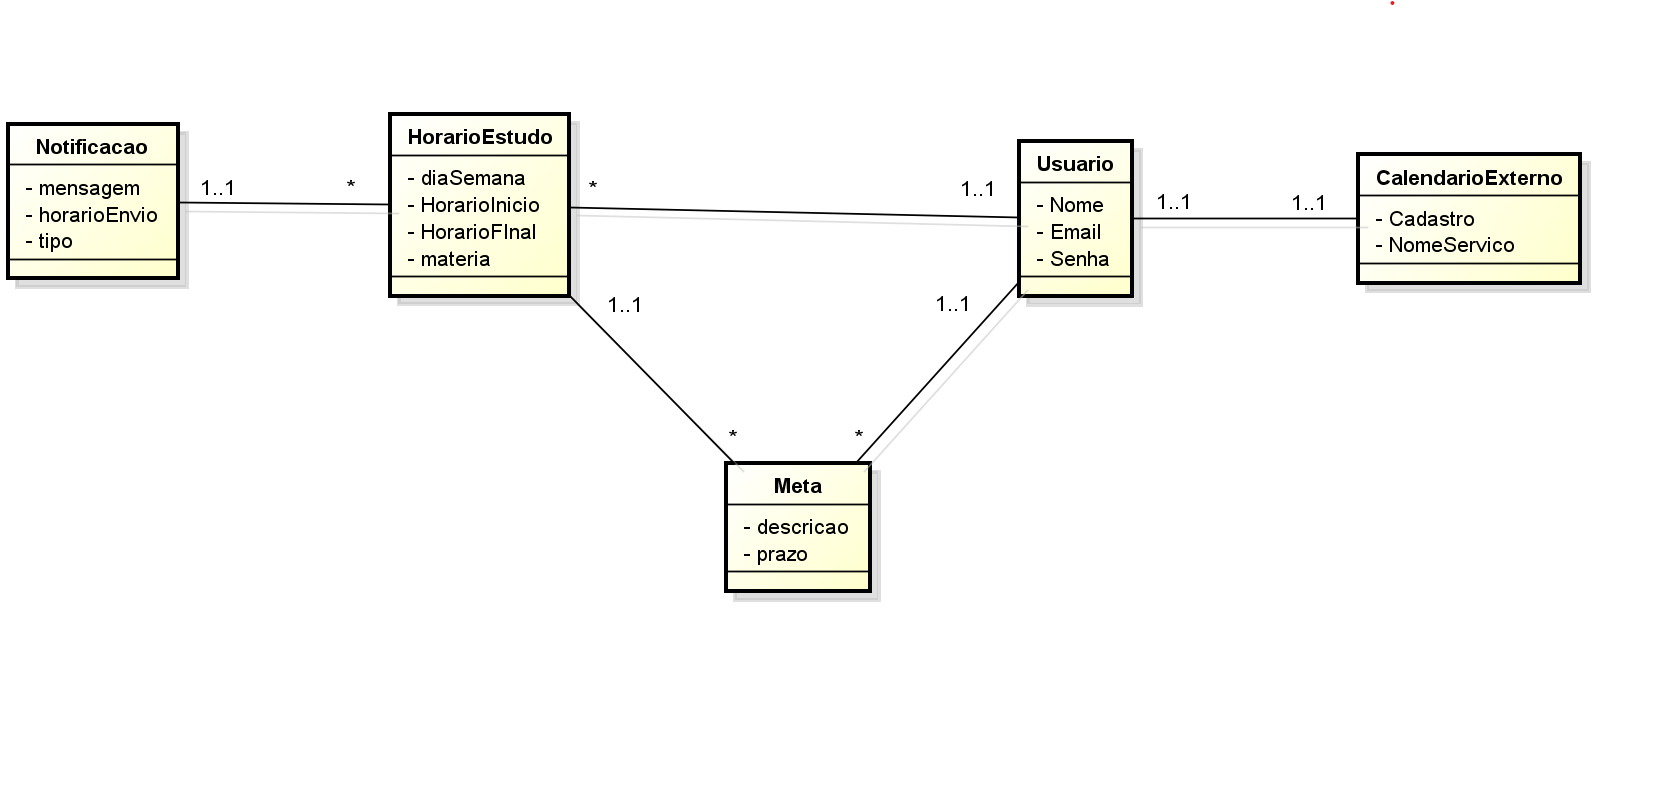 Notificacao
- mensagem
- horarioEnvio
- tipo
1..1
*
HorarioEstudo
- diaSemana
- HorarioInicio
- HorarioFInal
- materia
*
1..1
Usuario
- Nome
- Email
- Senha
1..1
1..1
CalendarioExterno
- Cadastro
- NomeServico
1..1
*
1..1
*
Meta
- descricao
- prazo